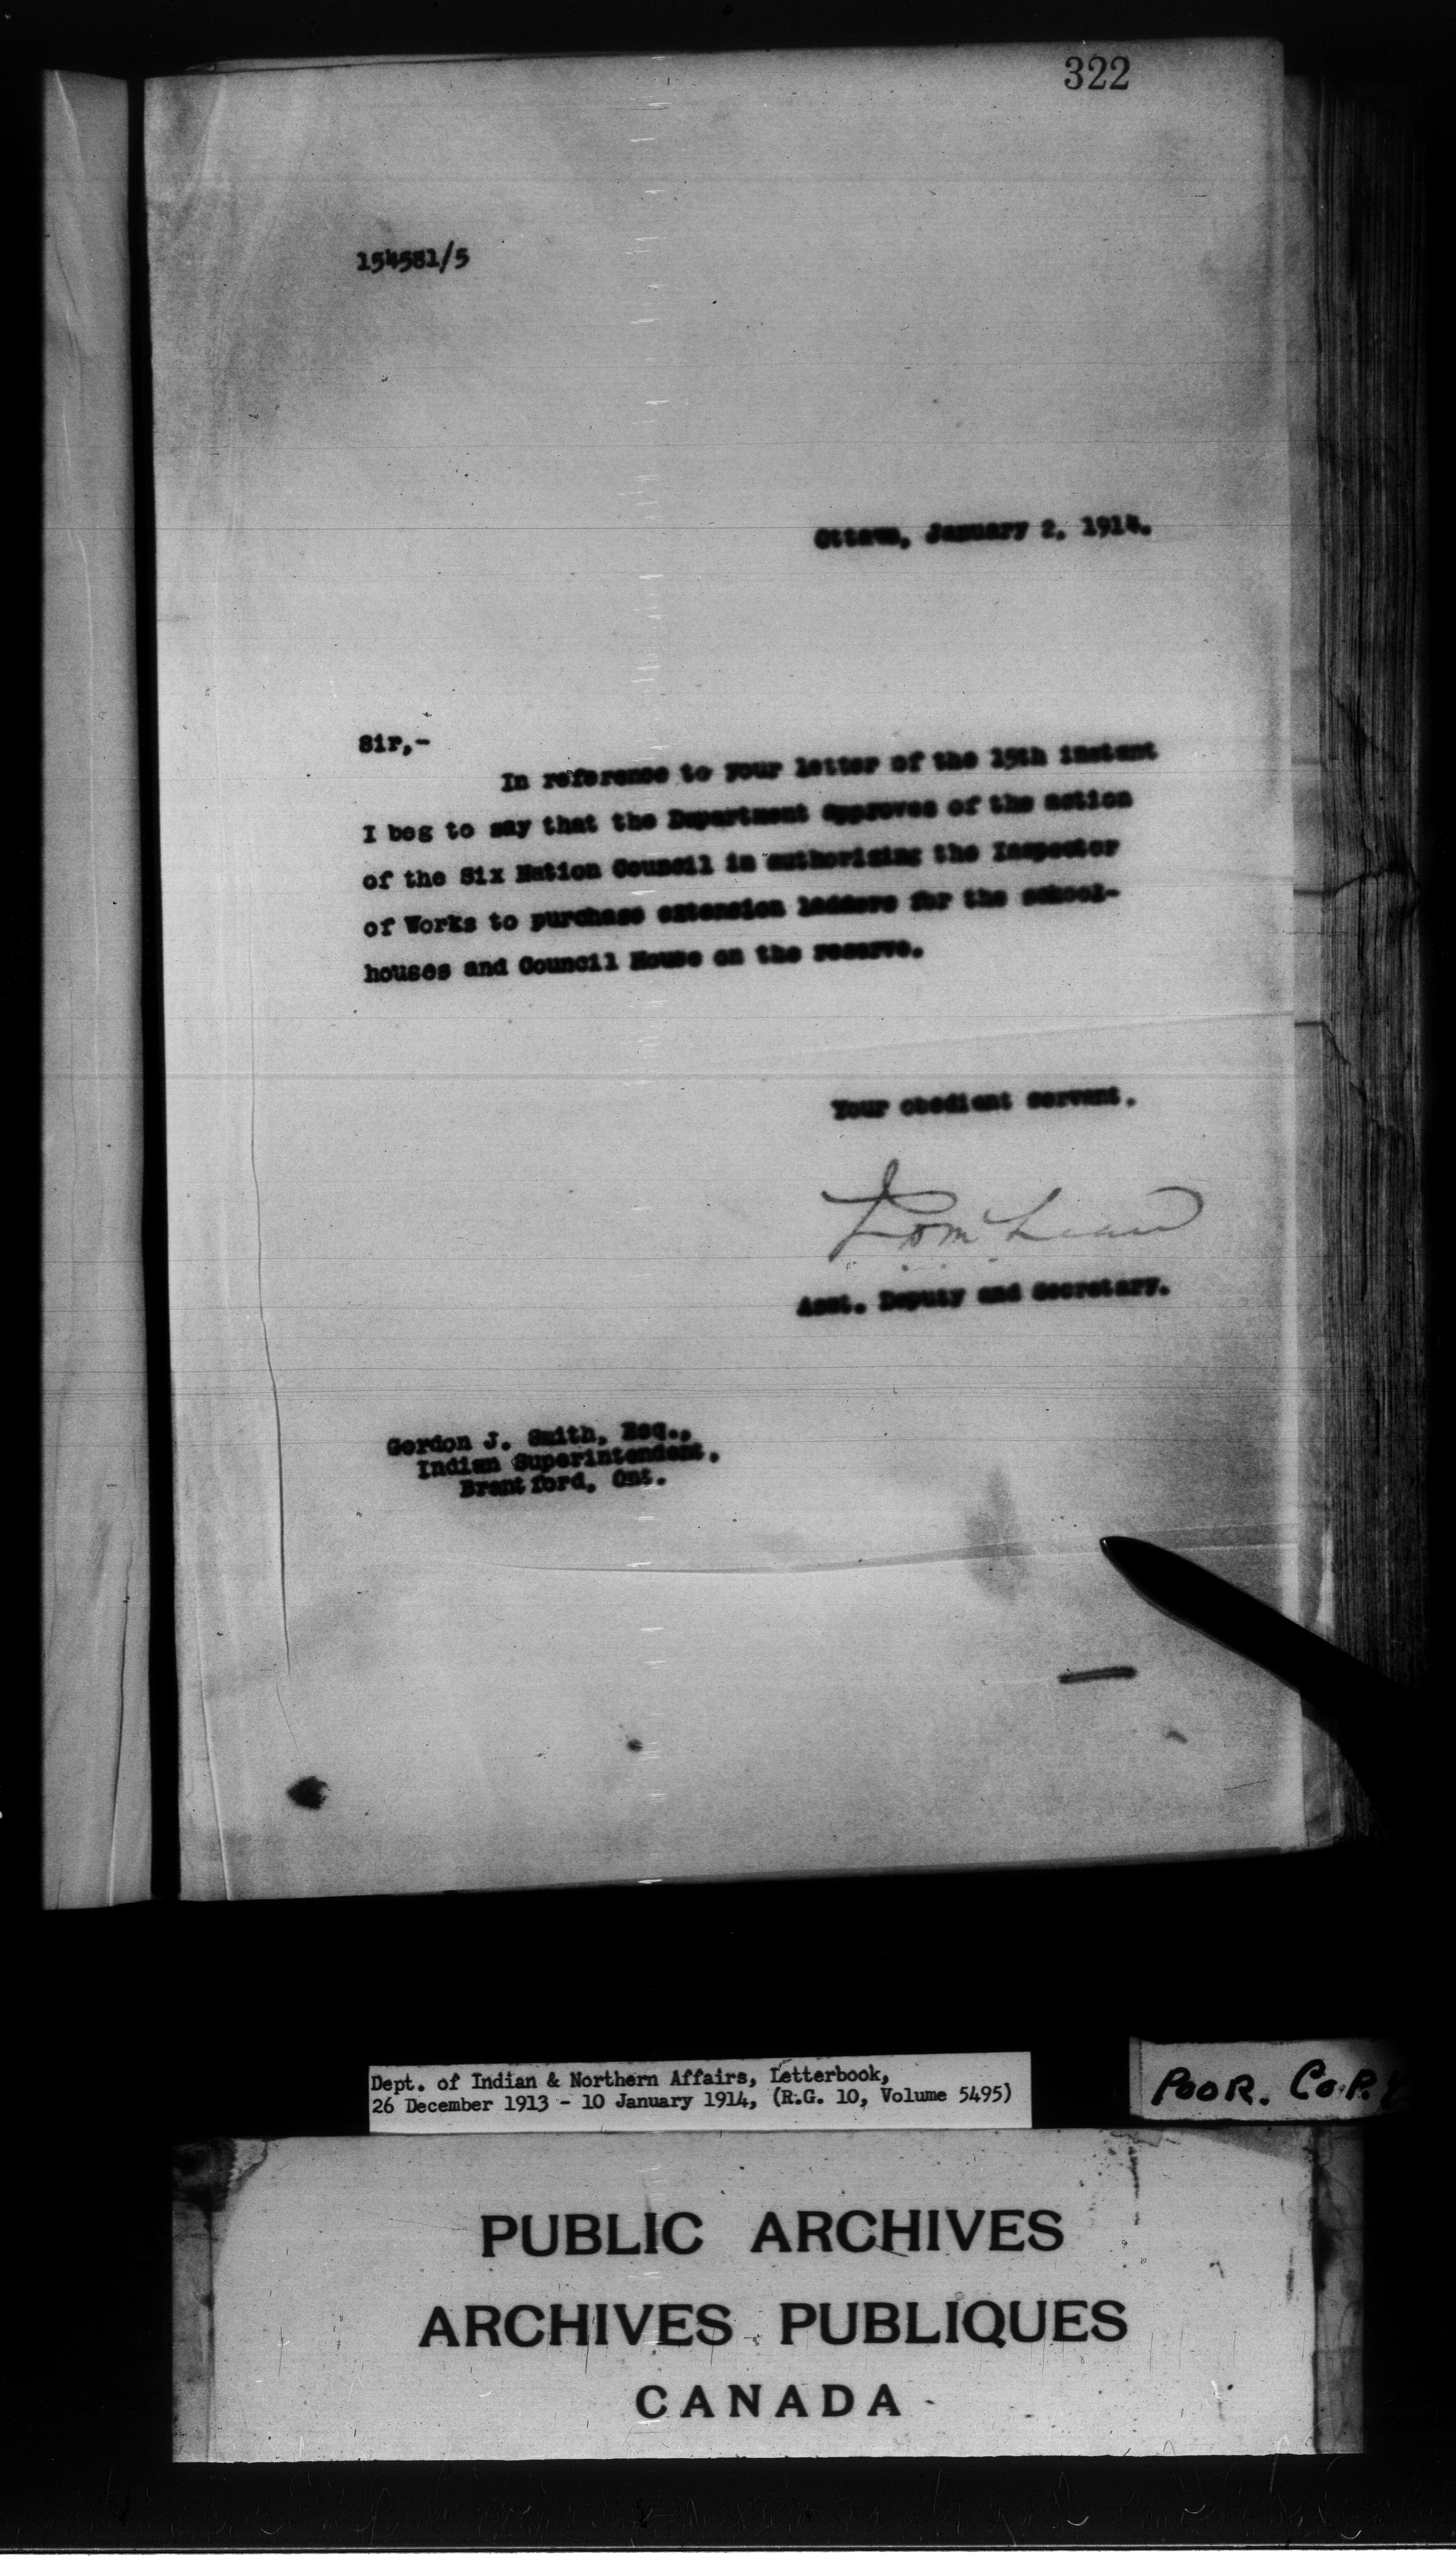 322
154581/5
Ottawa, January 2, 1914.
Sir,-
In reference to your letter of the 15th instant
I beg to say that the Department approves of the action
of the Six Nation Council in authorizing the Inspector
of Works to purchase extension ladders for the school-
houses and Council House on the reserve.
Your obedient servant.
Asst. Deputy and Secretary.
Gordon J. Smith, Esq.,
Indian Superintendent,
Brantford, Ont.
Dept. of Indian & Northern Affairs, Letterbook,
26 December 1913 - 10 January 1914, (R.G. 10, Volume 5495)
POOR. COPY
PUBLIC ARCHIVES
ARCHIVES PUBLIQUES
CANADA